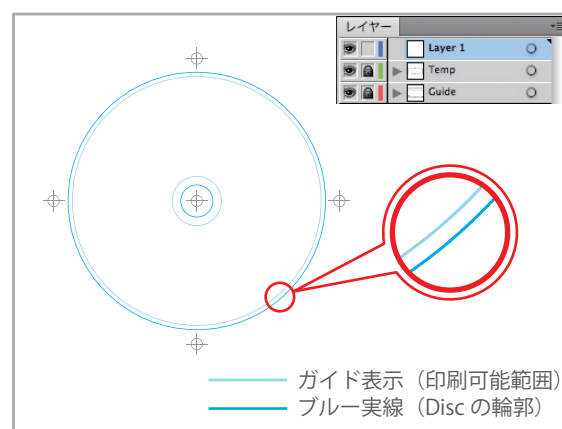 レイヤー
Layer 1
Temp
Guide
ガイド表示（印刷可能範囲）
ブルー実線（Disc の輪郭）